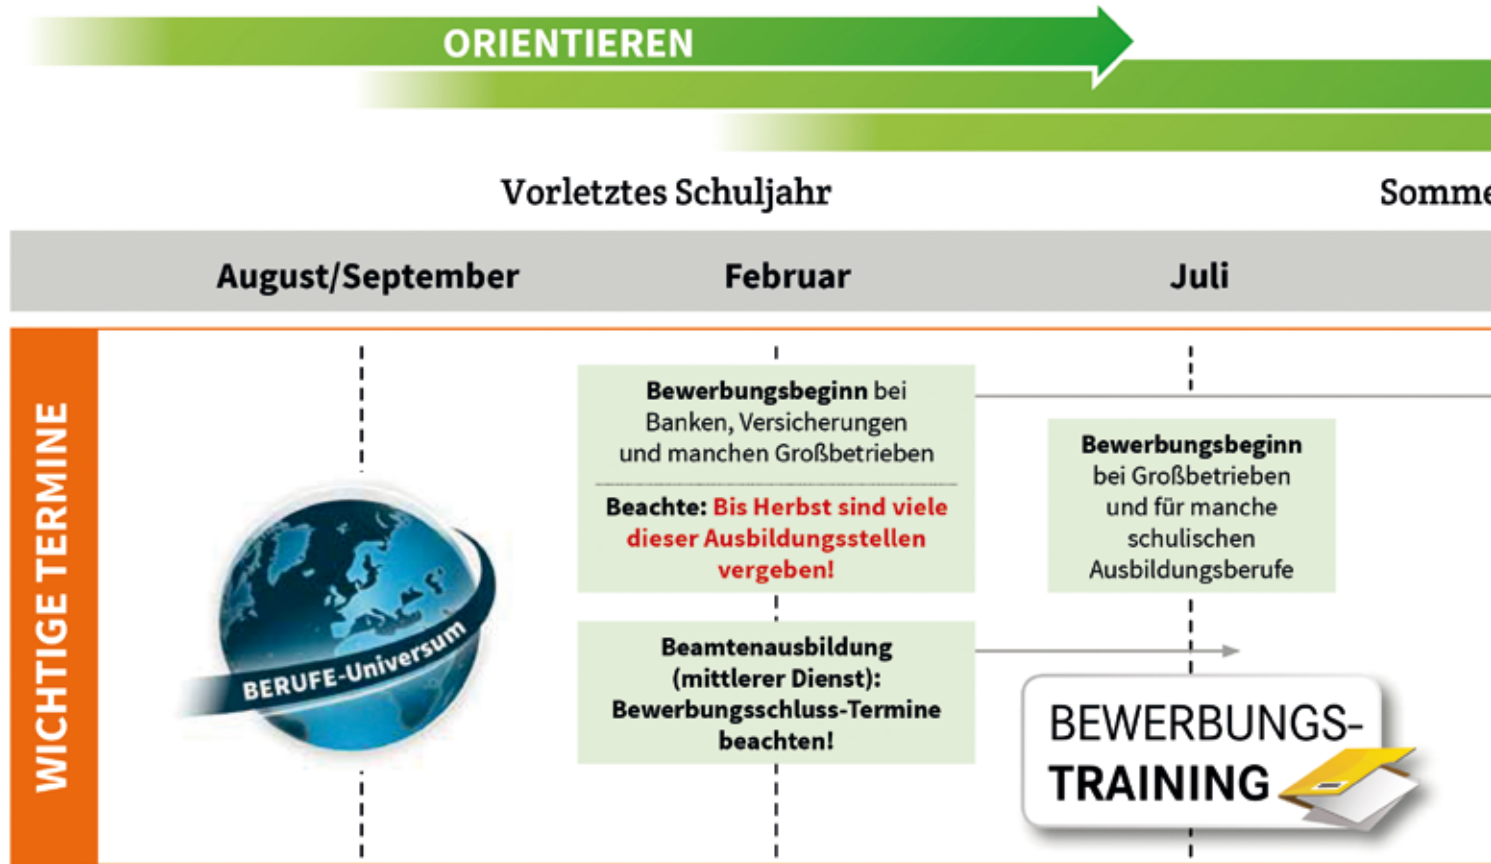 ORIENTIEREN
Vorletztes Schuljahr
Somme
August/September
Februar
Juli
WICHTIGE TERMINE
BERUFE-Universum
Bewerbungsbeginn bei
Banken, Versicherungen
und manchen Großbetrieben
Beachte: Bis Herbst sind viele
dieser Ausbildungsstellen
vergeben!
Beamtenausbildung
(mittlerer Dienst):
Bewerbungsschluss-Termine
beachten!
Bewerbungsbeginn
bei Großbetrieben
und für manche
schulischen
Ausbildungsberufe
BEWERBUNGS-
TRAINING